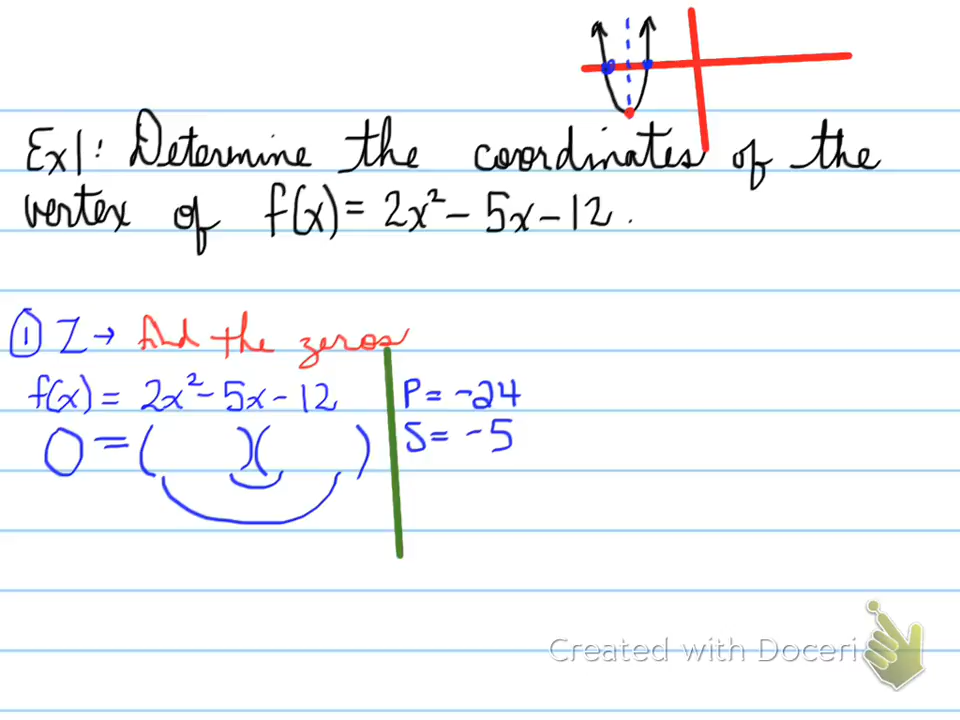 Ex1: Determine the coordinates of the
vertex of f(x) = 2x² - 5x - 12.
① Z → find the zeros
f(x) = 2x² - 5x - 12
0 = ( )( )
P = -24
S = -5
Created with Doceri